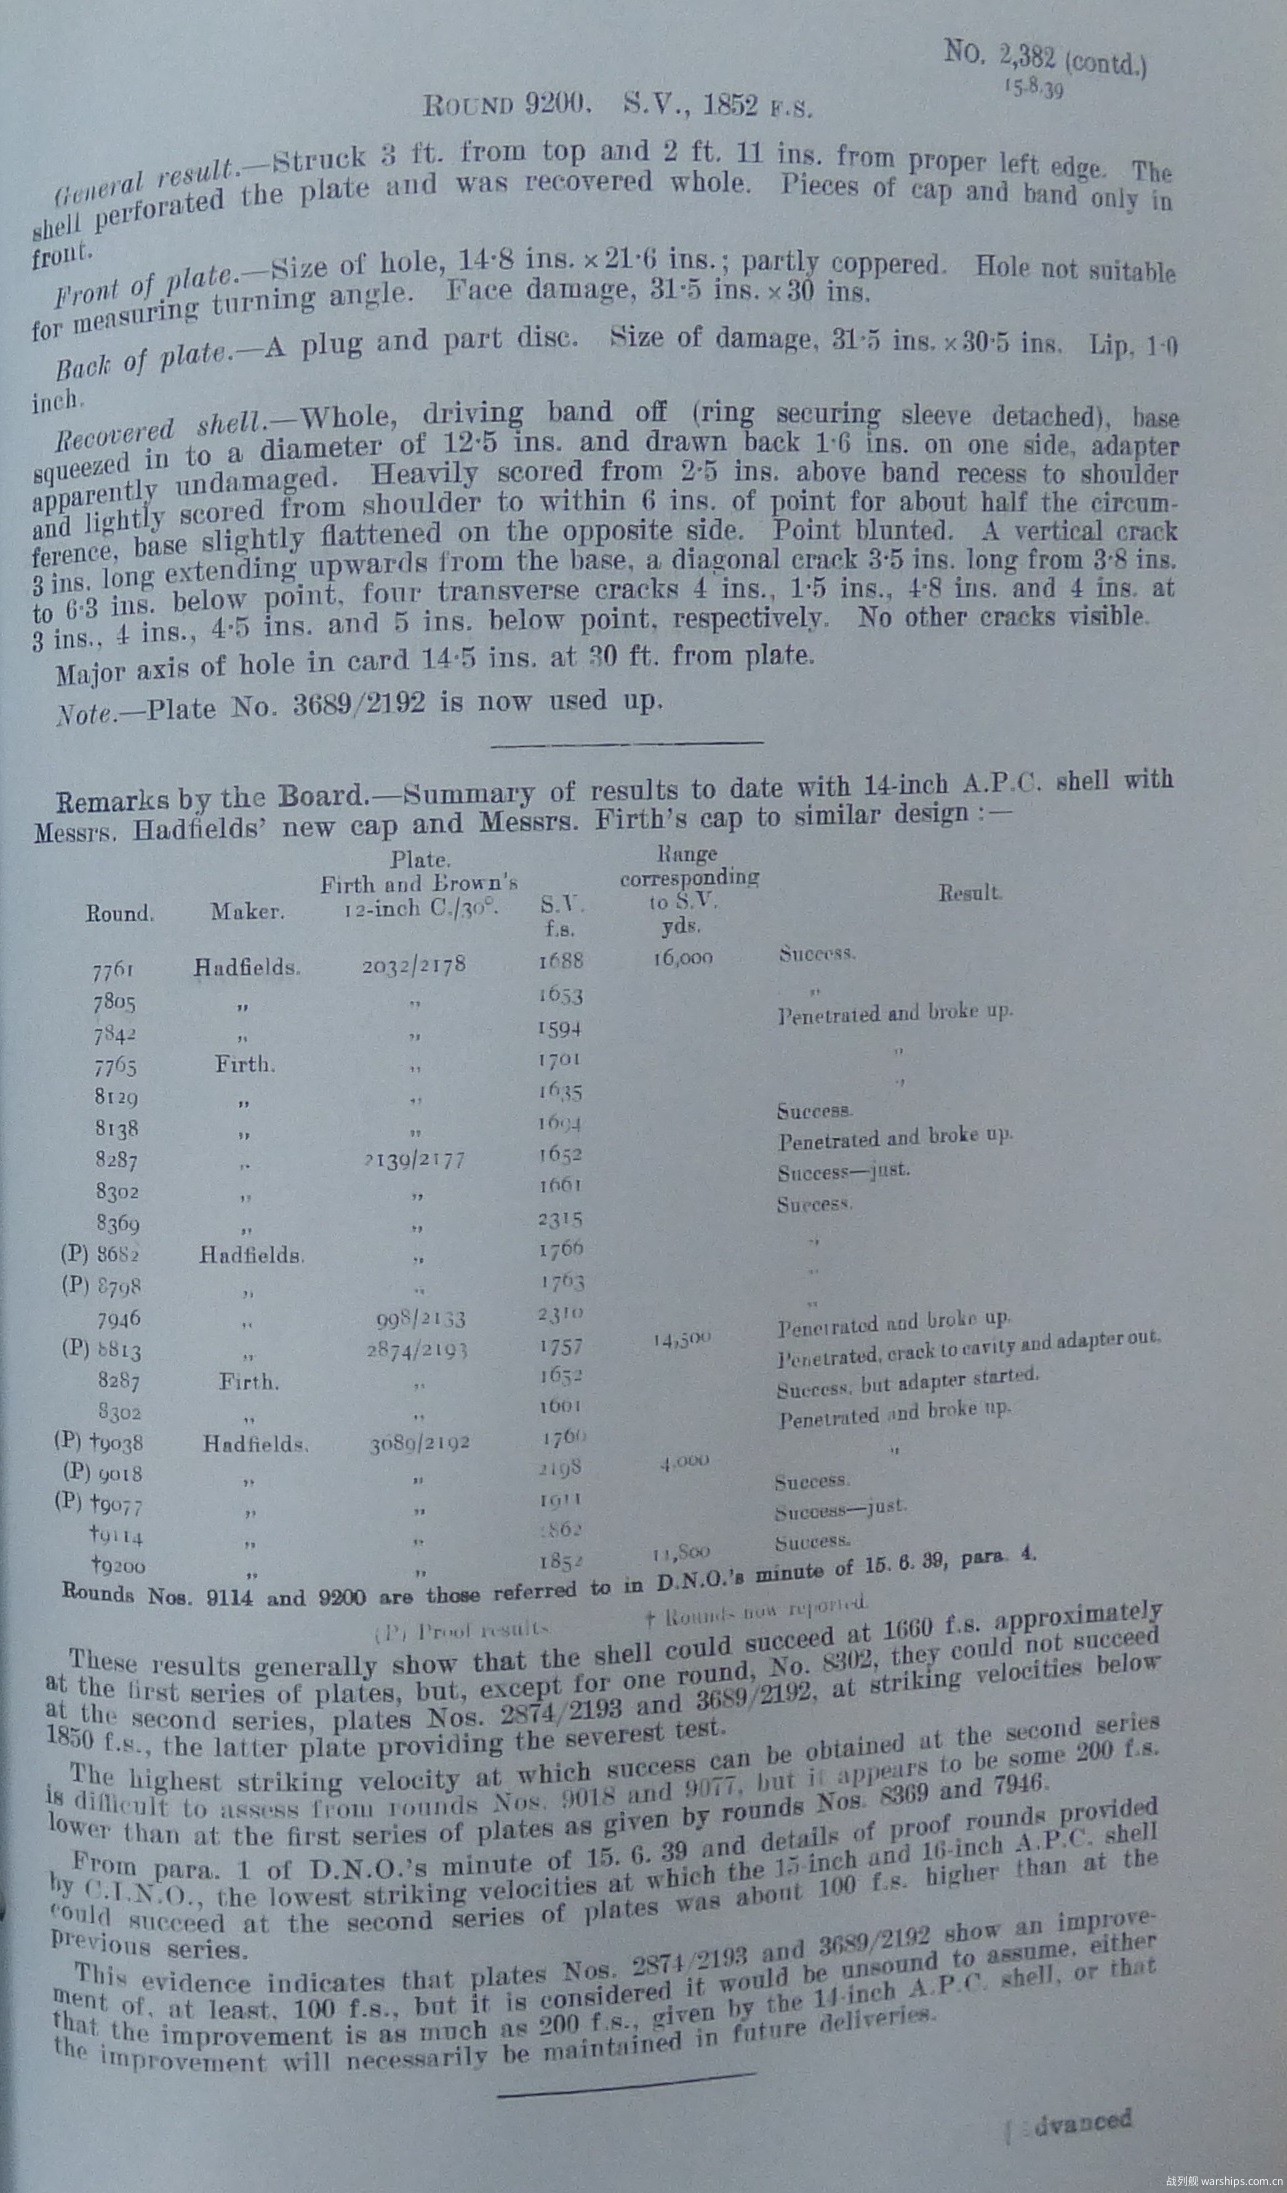 No. 2,382 (contd.)
15.8.39
ROUND 9200. S.V., 1852 F.S.
General result.—Struck 3 ft. from top and 2 ft. 11 ins. from proper left edge. The
shell perforated the plate and was recovered whole. Pieces of cap and band only in
front.
Front of plate.—Size of hole, 14·8 ins. × 21·6 ins.; partly coppered. Hole not suitable
for measuring turning angle. Face damage, 31·5 ins. × 30 ins.
Back of plate.—A plug and part disc. Size of damage, 31·5 ins. × 30·5 ins. Lip, 1·0
inch.
Recovered shell.—Whole, driving band off (ring securing sleeve detached), base
squeezed in to a diameter of 12·5 ins. and drawn back 1·6 ins. on one side, adapter
apparently undamaged. Heavily scored from 2·5 ins. above band recess to shoulder
and lightly scored from shoulder to within 6 ins. of point for about half the circum-
ference, base slightly flattened on the opposite side. Point blunted. A vertical crack
3 ins. long extending upwards from the base, a diagonal crack 3·5 ins. long from 3·8 ins.
to 6·3 ins. below point, four transverse cracks 4 ins., 1·5 ins., 4·8 ins. and 4 ins. at
3 ins., 4 ins., 4·5 ins. and 5 ins. below point, respectively. No other cracks visible.
Major axis of hole in card 14·5 ins. at 30 ft. from plate.
Note.—Plate No. 3689/2192 is now used up.
Remarks by the Board.—Summary of results to date with 14-inch A.P.C. shell with
Messrs. Hadfields' new cap and Messrs. Firth's cap to similar design :—
Plate. Range
Firth and Brown's corresponding
Round. Maker. 12-inch C./30°. S.V. to S.V. Result.
f.s. yds.
7761 Hadfields. 2032/2178 1688 16,000 Success.
7805 ,, ,, 1653 ,,
7842 ,, ,, 1594 Penetrated and broke up.
7765 Firth. ,, 1701 ,,
8129 ,, ,, 1635 ,,
8138 ,, ,, 1694 Success.
8287 ,, 2139/2177 1652 Penetrated and broke up.
8302 ,, ,, 1661 Success—just.
8369 ,, ,, 2315 Success.
(P) 8682 Hadfields. ,, 1766 ,,
(P) 8798 ,, ,, 1763 ,,
7946 ,, 998/2133 2310 ,,
(P) 8813 ,, 2874/2193 1757 14,500 Penetrated and broke up.
8287 Firth. ,, 1652 Penetrated, crack to cavity and adapter out.
8302 ,, ,, 1601 Success, but adapter started.
(P) †9038 Hadfields. 3689/2192 1760 Penetrated and broke up.
(P) 9018 ,, ,, 2198 4,000 ,,
(P) †9077 ,, ,, 1911 Success.
†9114 ,, ,, 1862 Success—just.
†9200 ,, ,, 1852 11,800 Success.
Rounds Nos. 9114 and 9200 are those referred to in D.N.O.'s minute of 15. 6. 39, para. 4.
(P) Proof results. † Rounds now reported.
These results generally show that the shell could succeed at 1660 f.s. approximately
at the first series of plates, but, except for one round, No. 8302, they could not succeed
at the second series, plates Nos. 2874/2193 and 3689/2192, at striking velocities below
1850 f.s., the latter plate providing the severest test.
The highest striking velocity at which success can be obtained at the second series
is difficult to assess from rounds Nos. 9018 and 9077, but it appears to be some 200 f.s.
lower than at the first series of plates as given by rounds Nos. 8369 and 7946.
From para. 1 of D.N.O.'s minute of 15. 6. 39 and details of proof rounds provided
by C.I.N.O., the lowest striking velocities at which the 15-inch and 16-inch A.P.C. shell
could succeed at the second series of plates was about 100 f.s. higher than at the
previous series.
This evidence indicates that plates Nos. 2874/2193 and 3689/2192 show an improve-
ment of, at least, 100 f.s., but it is considered it would be unsound to assume, either
that the improvement is as much as 200 f.s., given by the 14-inch A.P.C. shell, or that
the improvement will necessarily be maintained in future deliveries.
dvanced
战列舰 warships.com.cn